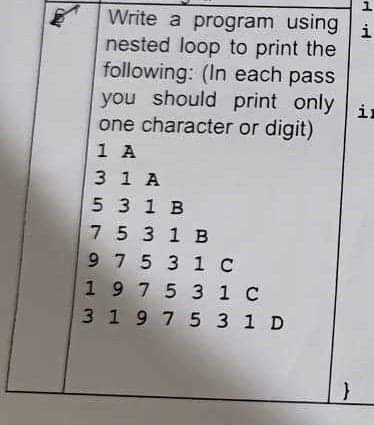 Write a program using
nested loop to print the
following: (In each pass
you should print only
one character or digit)
1 A
3 1 A
5 3 1 B
7 5 3 1 B
9 7 5 3 1 C
1 9 7 5 3 1 C
3 1 9 7 5 3 1 D
}